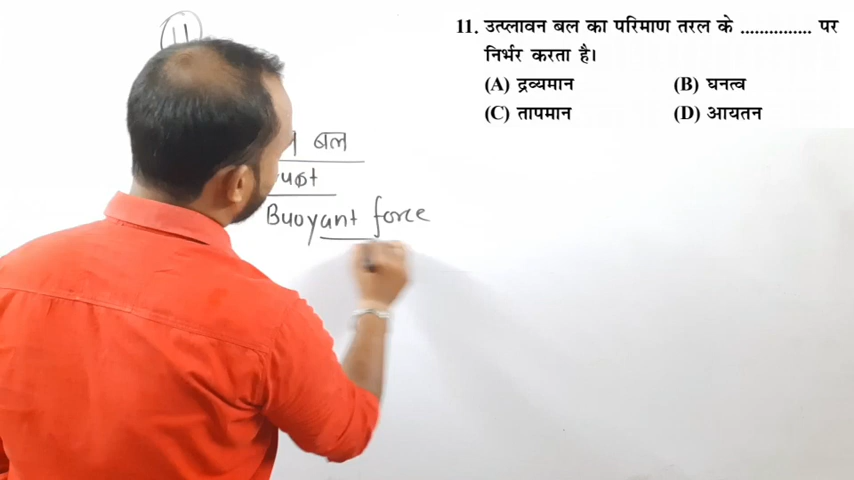 11. उत्प्लावन बल का परिमाण तरल के ............... पर
निर्भर करता है।
(A) द्रव्यमान (B) घनत्व
(C) तापमान (D) आयतन
11
बल
Buoyant force